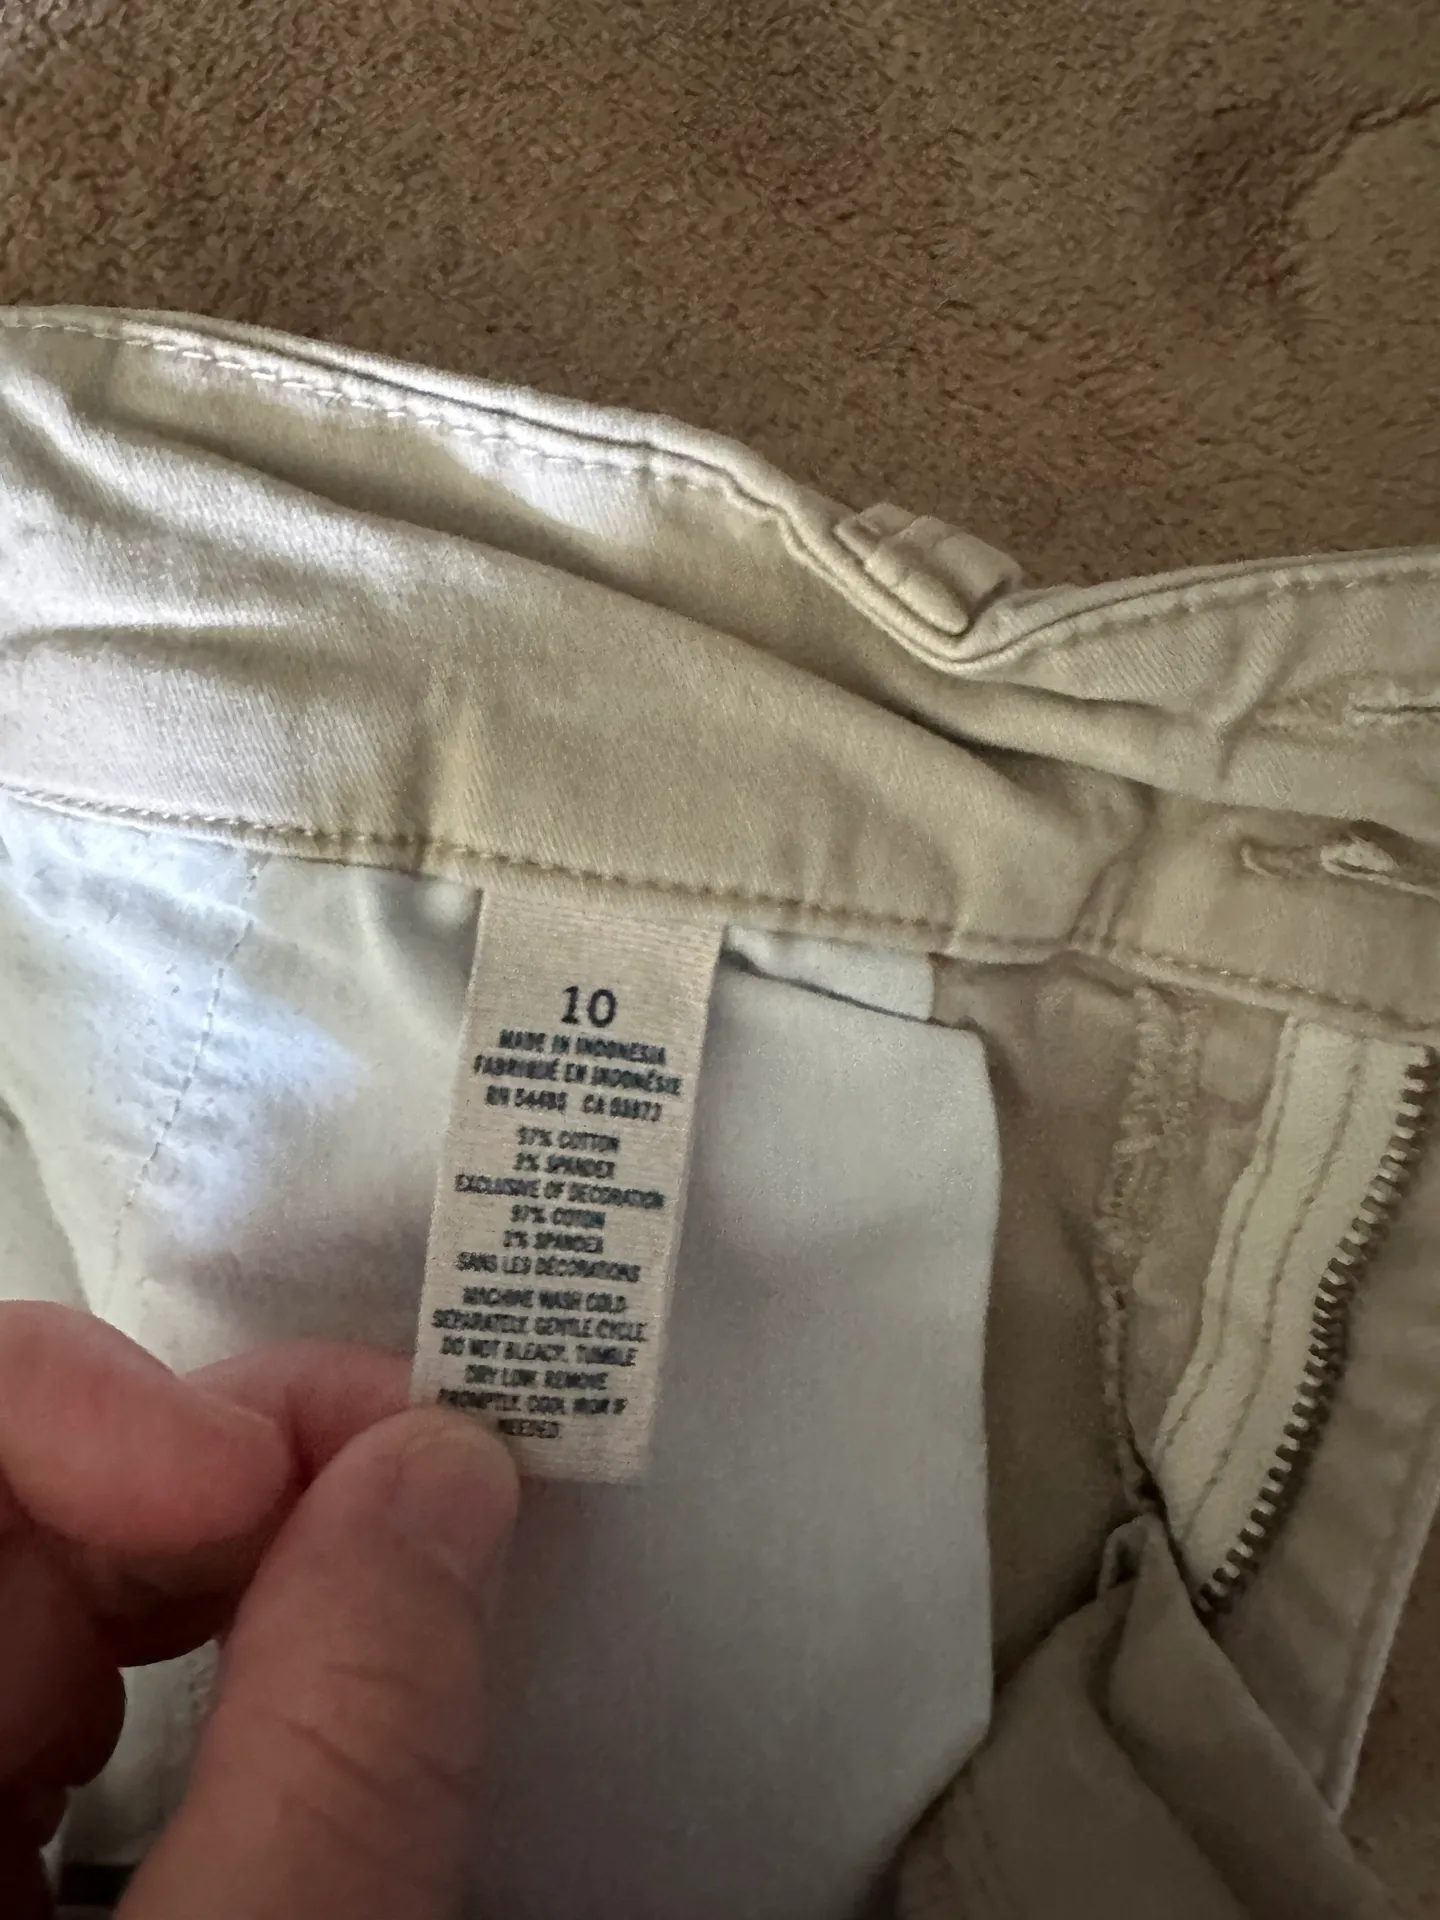 10
MADE IN INDONESIA
FABRIQUÉ EN INDONÉSIE
RN 54485 CA 03872
97% COTTON
3% SPANDEX
EXCLUSIVE OF DECORATION
97% COTON
3% SPANDEX
SANS LES DÉCORATIONS
MACHINE WASH COLD
SEPARATELY, GENTLE CYCLE.
DO NOT BLEACH. TUMBLE
DRY LOW. REMOVE
PROMPTLY. COOL IRON IF
NEEDED